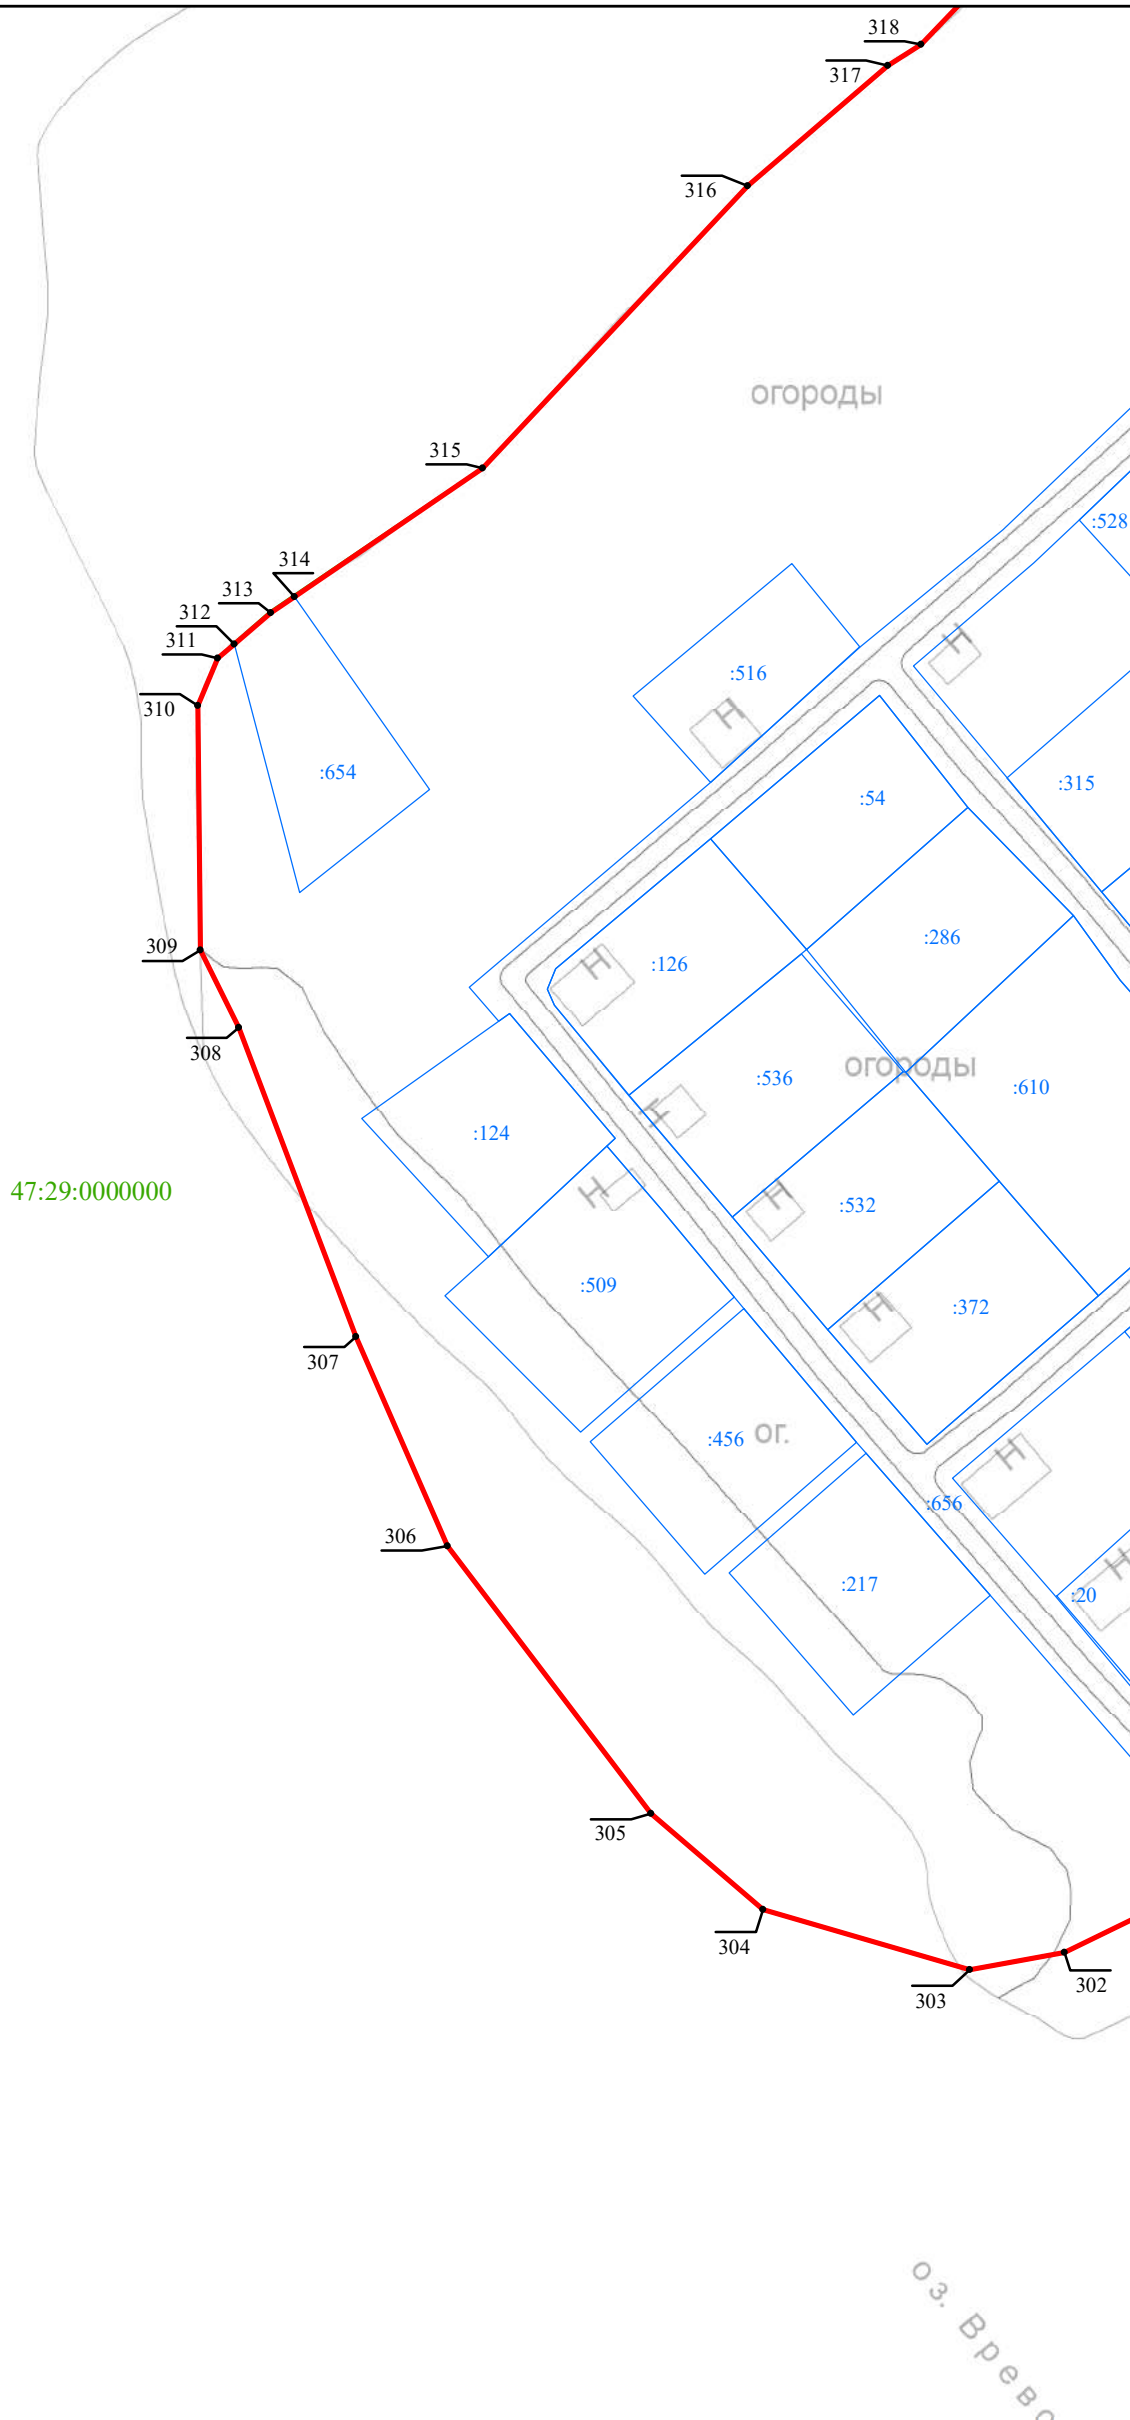 318
317
316
огороды
315
:528
314
313
312
311
Н
:516
310
Н
:654
:315
:54
:286
309
Н
:126
308
огороды
:536
:610
Н
:124
47:29:0000000
Н
Н
:532
:509
:372
Н
307
ог.
:456
Н
:656
306
Н
:217
:20
305
304
302
303
оз. Врево